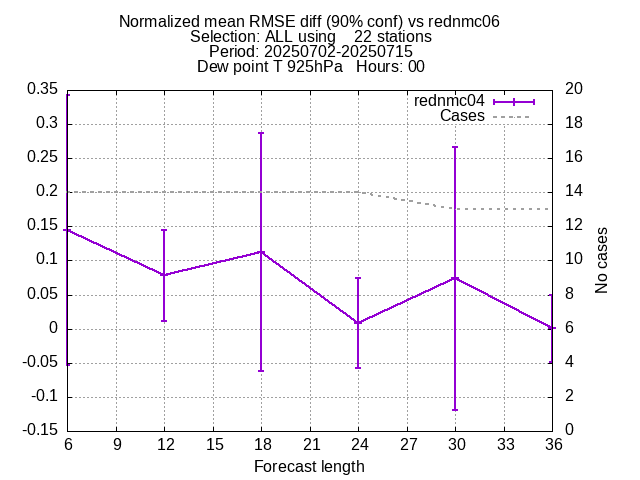 Normalized mean RMSE diff (90% conf) vs rednmc06
Selection: ALL using    22 stations
Period: 20250702-20250715
Dew point T 925hPa   Hours: 00
0.35
0.3
0.25
0.2
0.15
0.1
0.05
0
-0.05
-0.1
-0.15
rednmc04
Cases
20
18
16
14
12
10
8
6
4
2
0
No cases
6 9 12 15 18 21 24 27 30 33 36
Forecast length